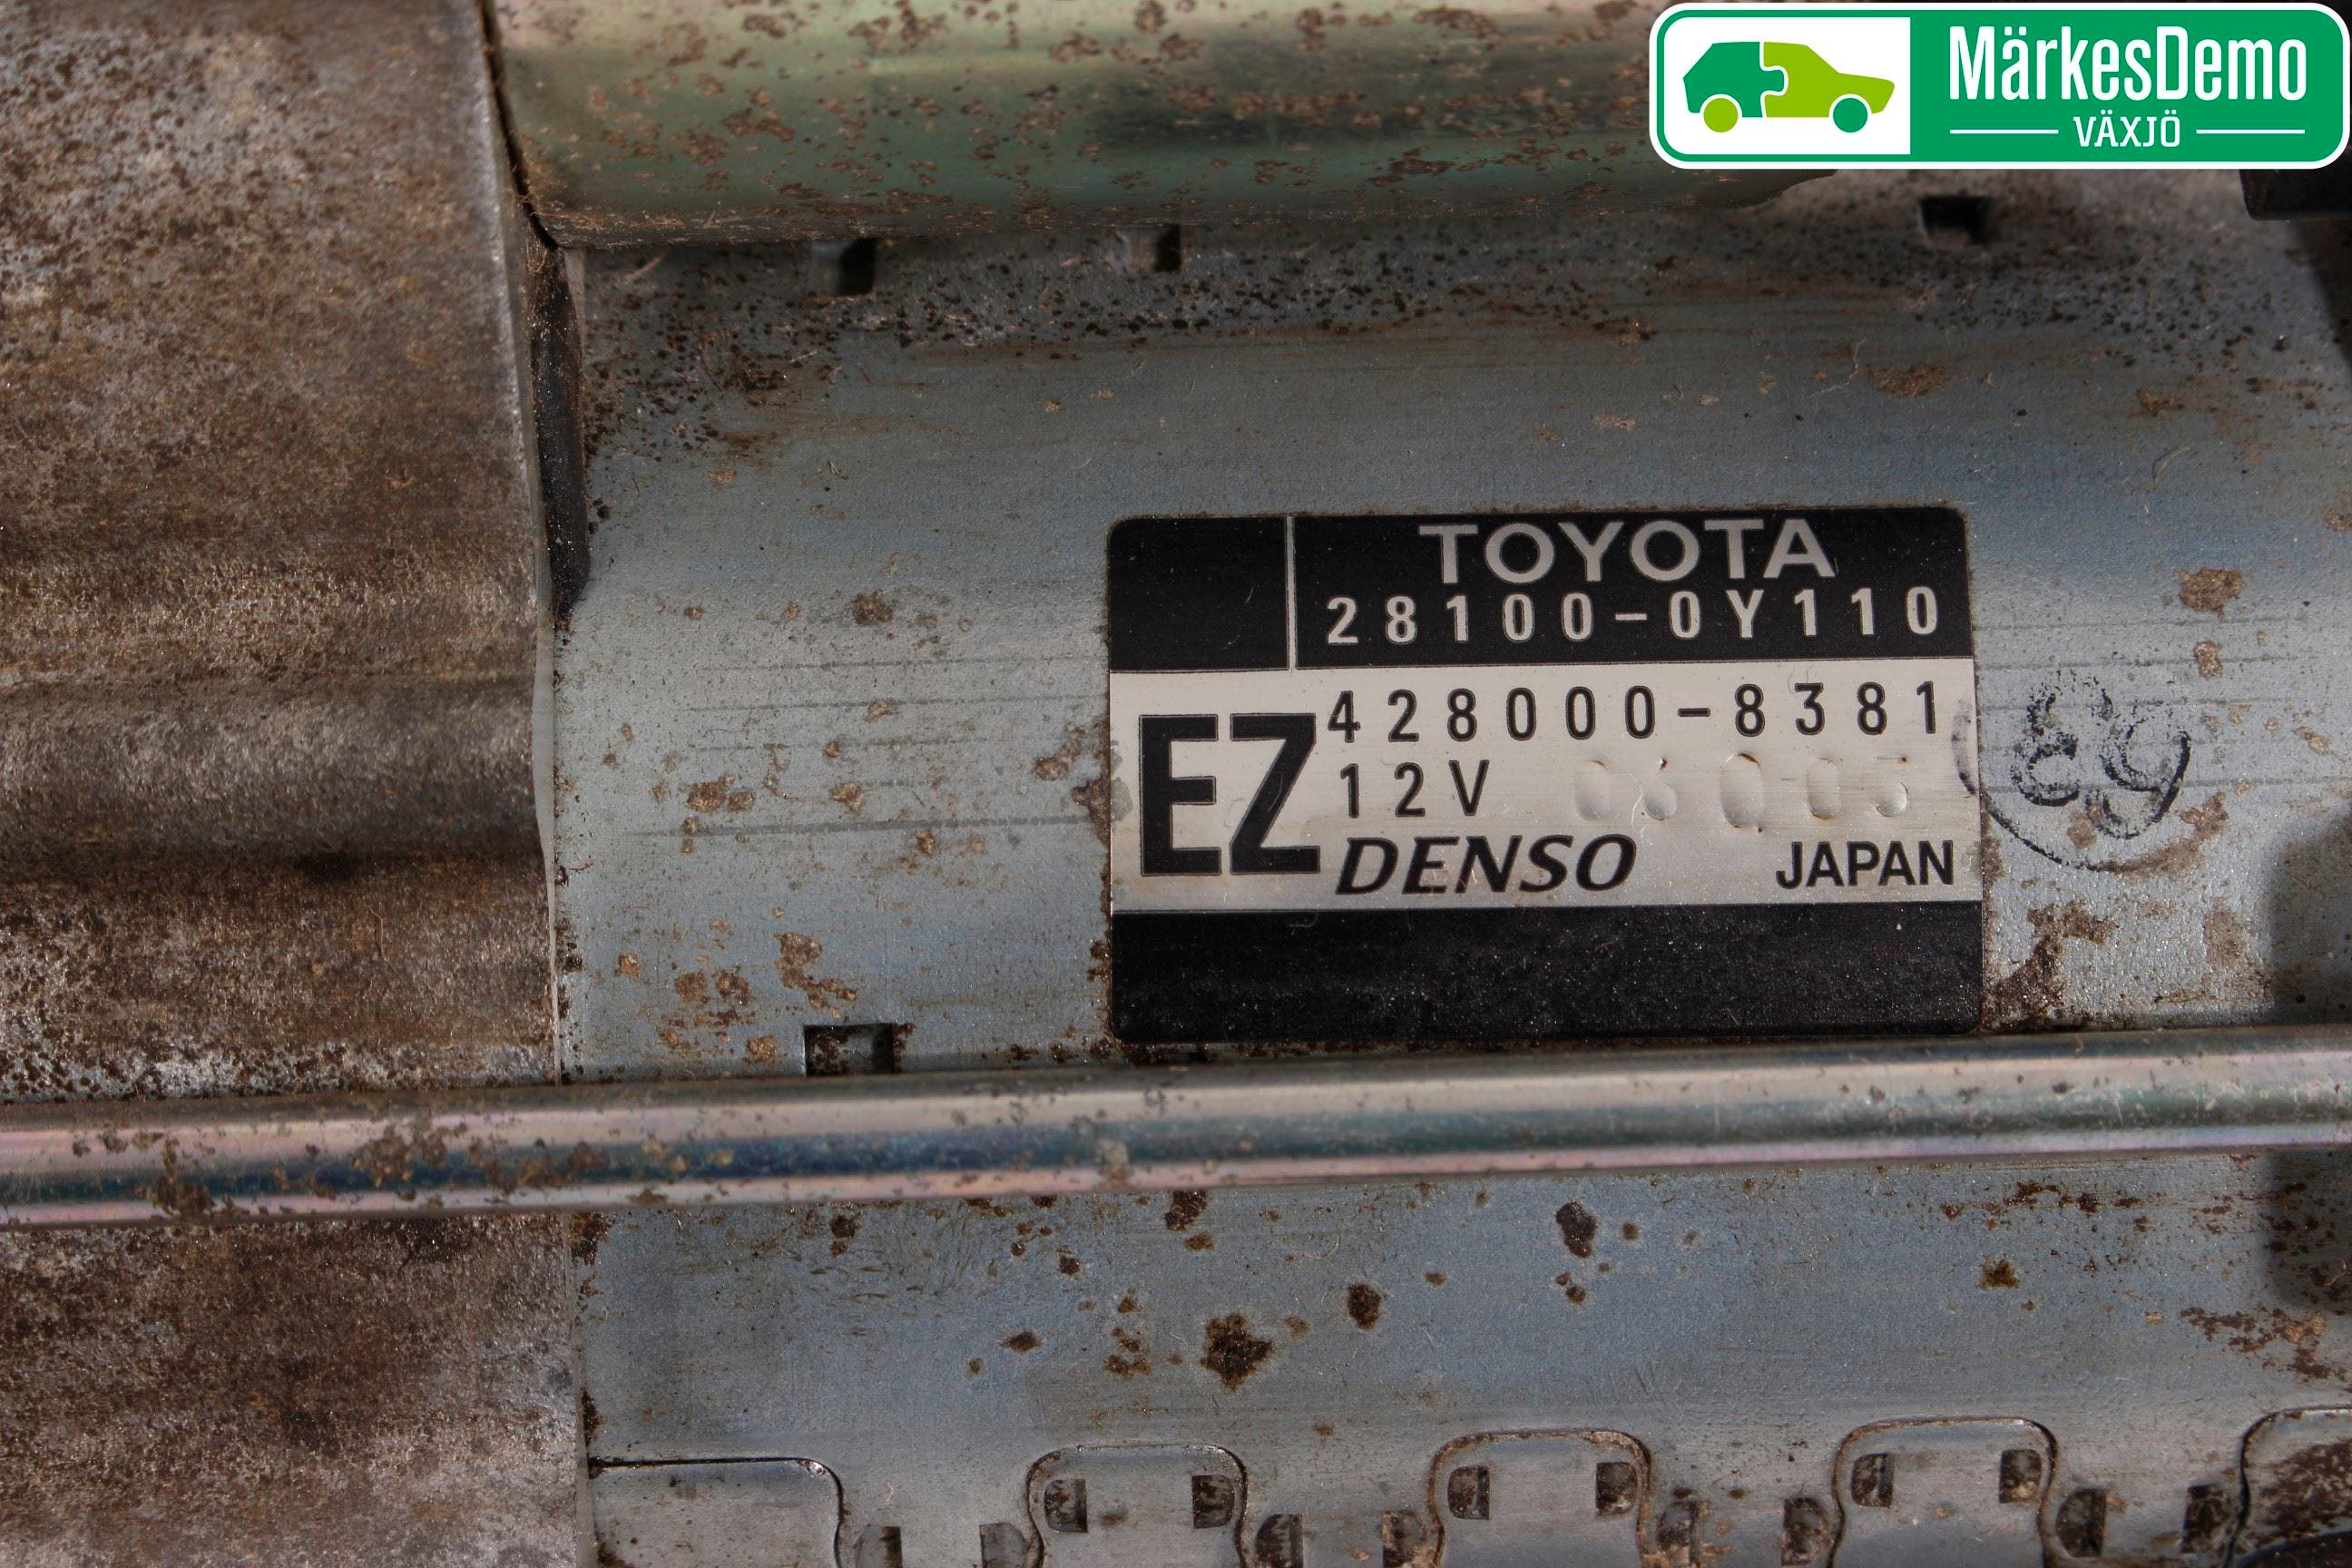 MärkesDemo
VÄXJÖ
TOYOTA
28100-0Y110
EZ
428000-8381
12V
DENSO JAPAN